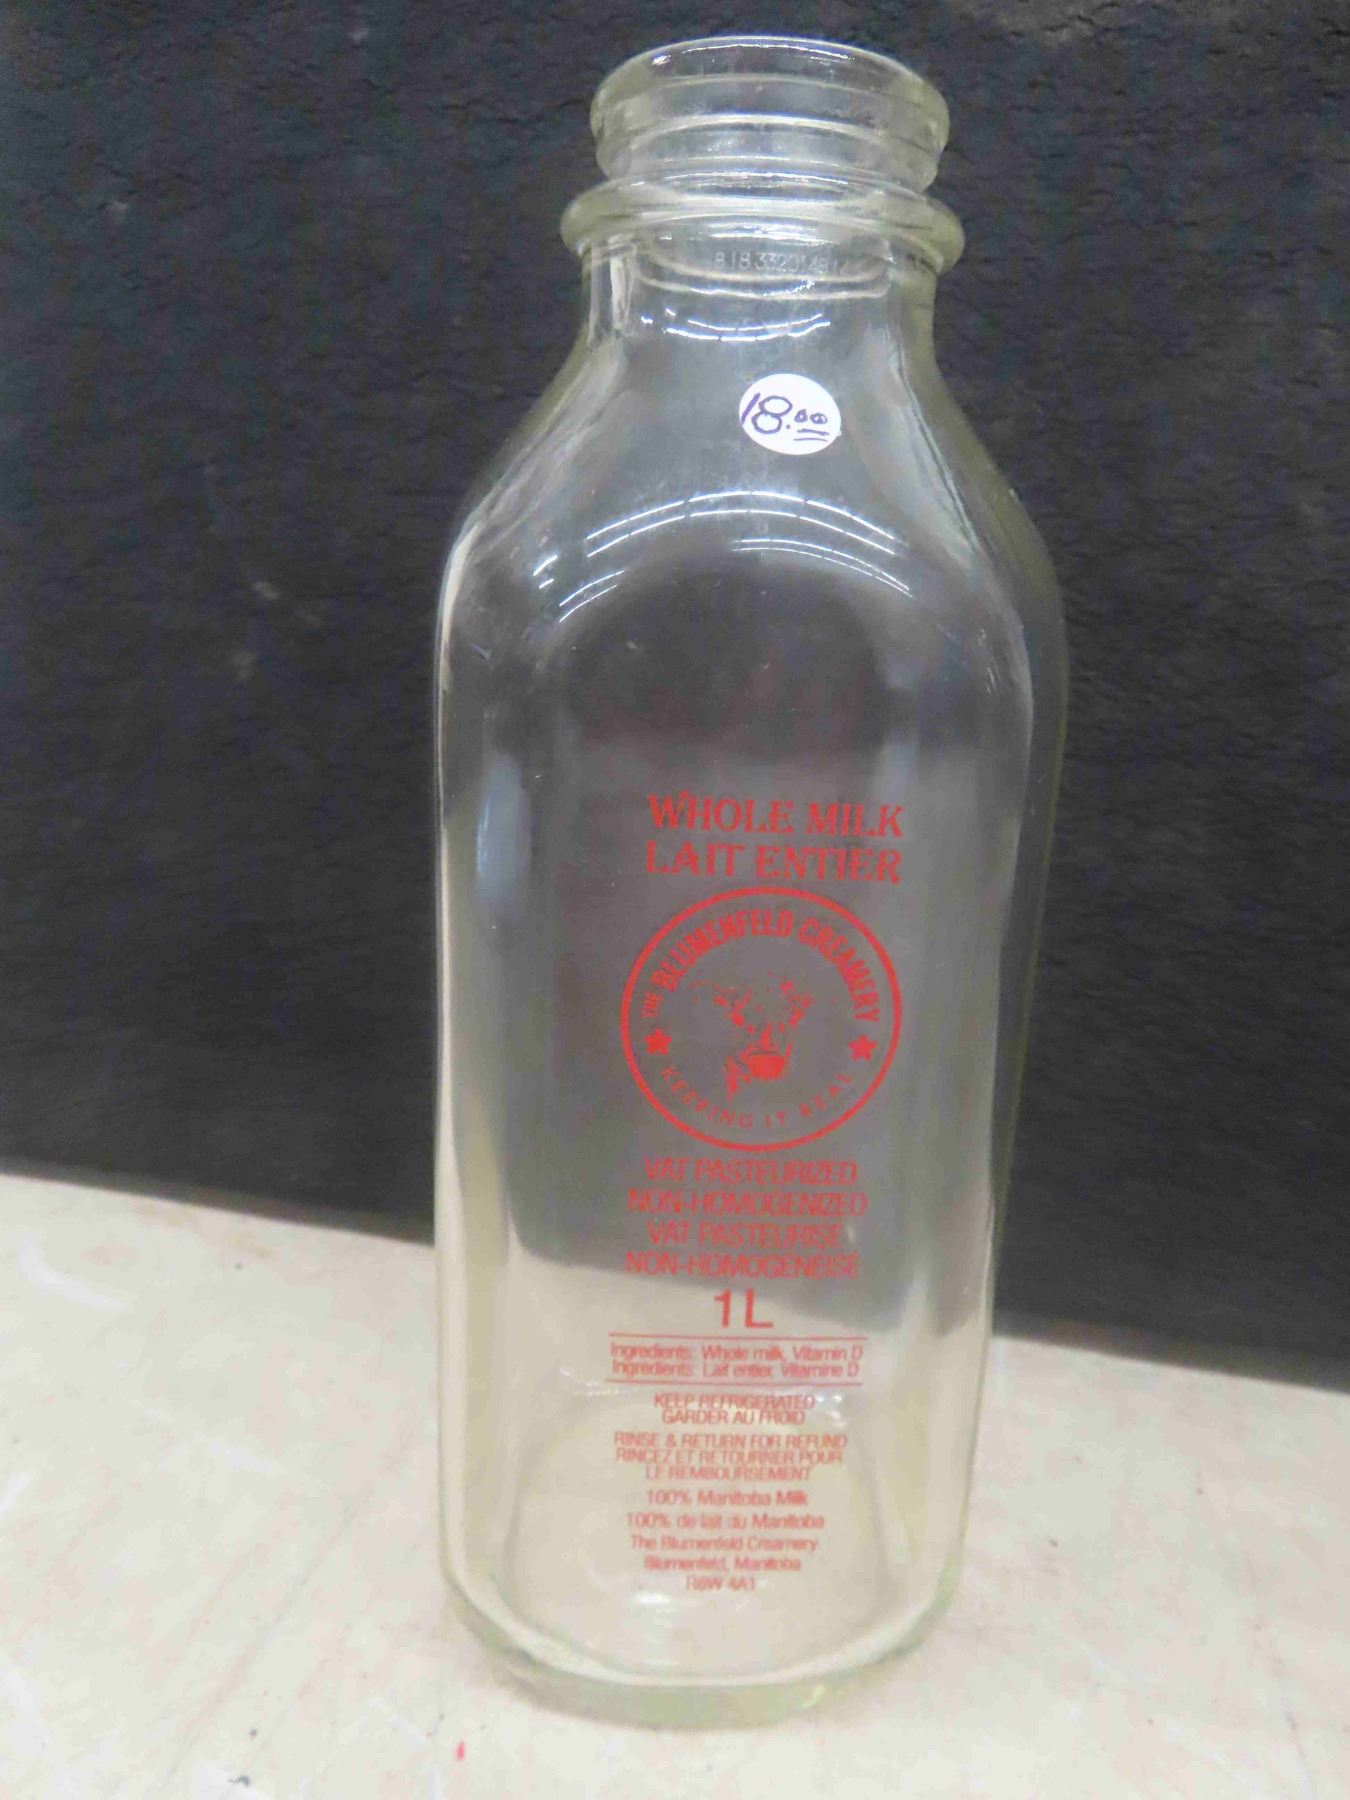 18.00
WHOLE MILK
LAIT ENTIER
THE BLUMENFELD CREAMERY
KEEPING IT REAL
VAT PASTEURIZED
NON-HOMOGENIZED
VAT PASTEURISE
NON-HOMOGENEISE
1L
Ingredients: Whole milk, Vitamin D
Ingredients: Lait entier, Vitamine D
KEEP REFRIGERATED
GARDER AU FROID
RINSE & RETURN FOR REFUND
RINCEZ ET RETOURNER POUR
LE REMBOURSEMENT
100% Manitoba Milk
100% de lait du Manitoba
The Blumenfeld Creamery
Blumenfeld, Manitoba
R6W 4A1